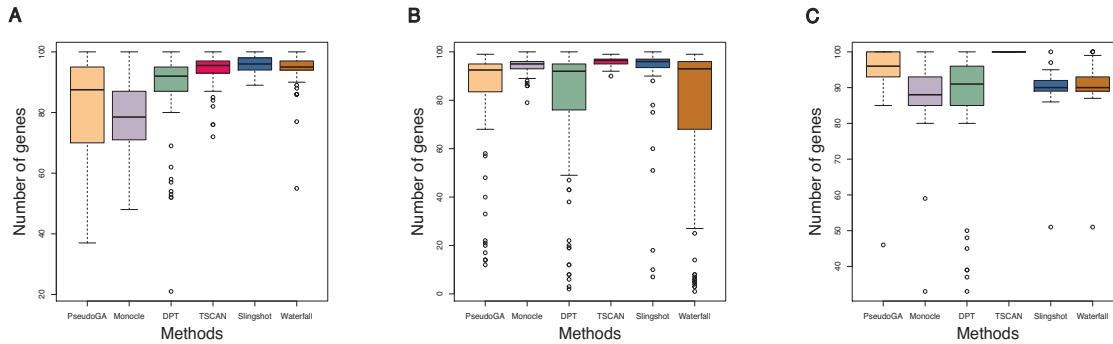 A
Number of genes
100
80
60
40
20
PseudoGA Monocle DPT TSCAN Slingshot Waterfall
Methods
B
Number of genes
100
80
60
40
20
0
PseudoGA Monocle DPT TSCAN Slingshot Waterfall
Methods
C
Number of genes
100
90
80
70
60
50
40
PseudoGA Monocle DPT TSCAN Slingshot Waterfall
Methods